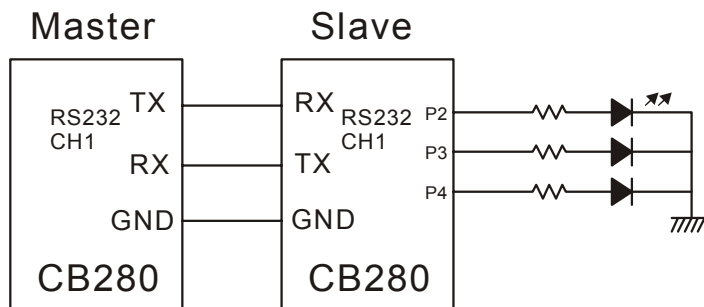 Master
Slave
TX
RS232
CH1
RX
GND
CB280
RX
RS232
CH1
TX
GND
CB280
P2
P3
P4